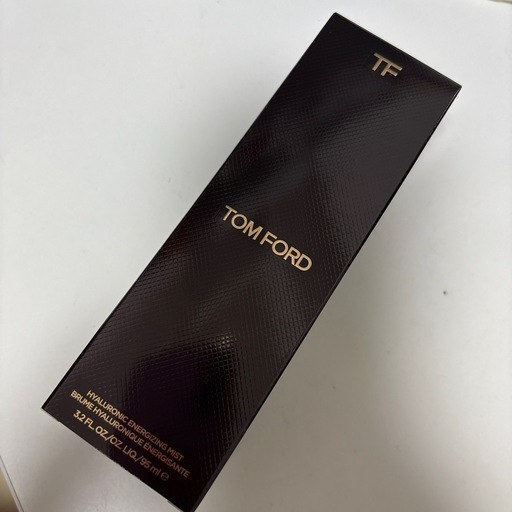 TF
TOM FORD
HYALURONIC ENERGIZING MIST
BRUME HYALURONIQUE ÉNERGISANTE
3.2 FL.OZ./OZ. LIQ./95 ml ℮